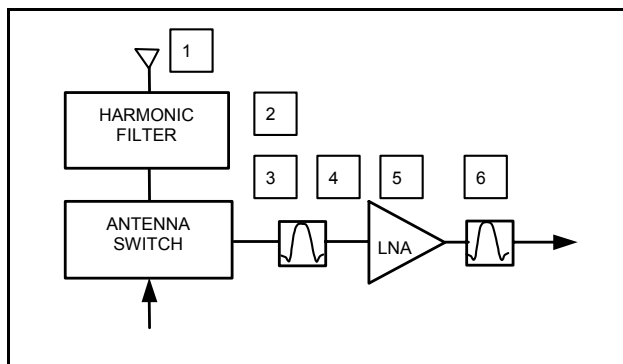 1
HARMONIC
FILTER
2
3 4 5 6
ANTENNA
SWITCH
LNA